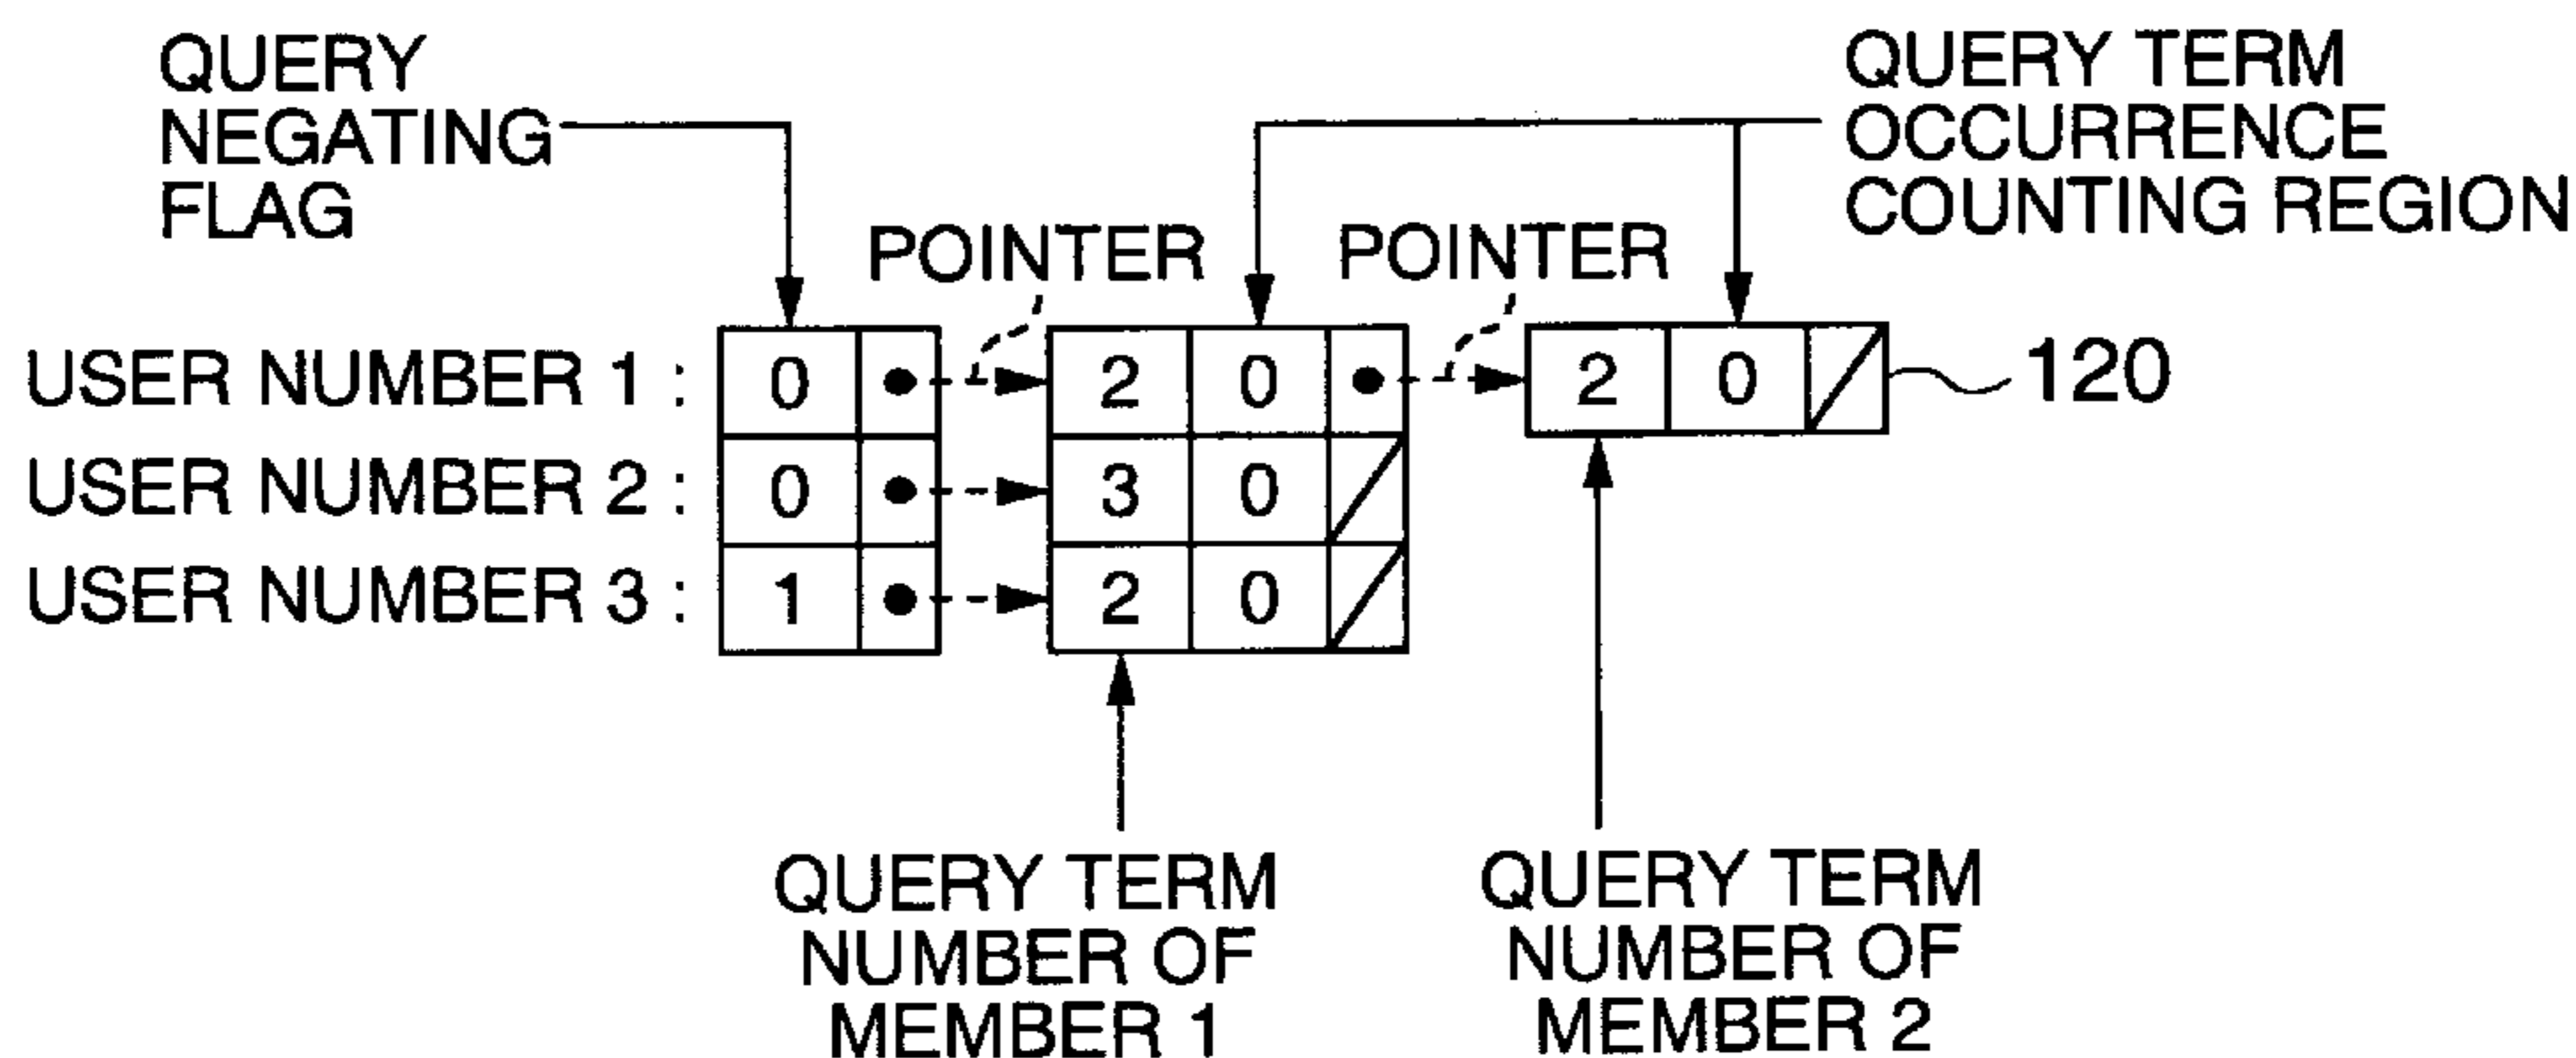 QUERY
NEGATING
FLAG
QUERY TERM
OCCURRENCE
COUNTING REGION
POINTER POINTER
USER NUMBER 1 : 0 2 0 2 0 120
USER NUMBER 2 : 0 3 0
USER NUMBER 3 : 1 2 0
QUERY TERM
NUMBER OF
MEMBER 1
QUERY TERM
NUMBER OF
MEMBER 2